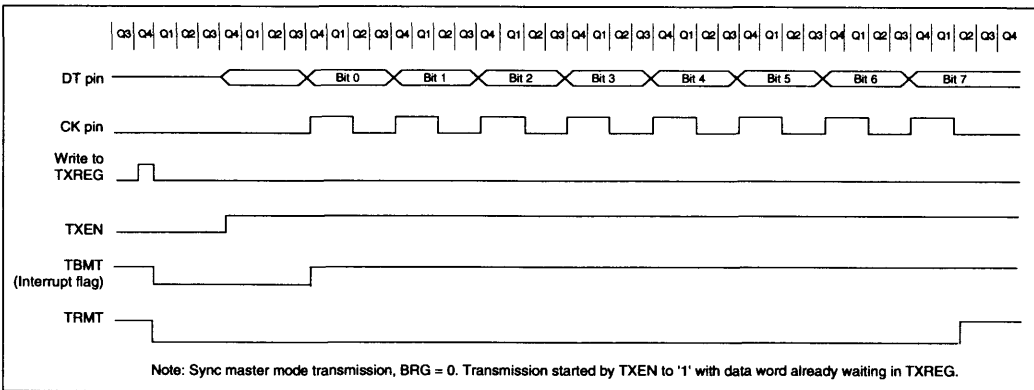 Q3 Q4 Q1 Q2 Q3 Q4 Q1 Q2 Q3 Q4 Q1 Q2 Q3 Q4 Q1 Q2 Q3 Q4 Q1 Q2 Q3 Q4 Q1 Q2 Q3 Q4 Q1 Q2 Q3 Q4 Q1 Q2 Q3 Q4 Q1 Q2 Q3 Q4 Q1 Q2 Q3 Q4
DT pin Bit 0 Bit 1 Bit 2 Bit 3 Bit 4 Bit 5 Bit 6 Bit 7
CK pin
Write to
TXREG
TXEN
TBMT
(Interrupt flag)
TRMT
Note: Sync master mode transmission, BRG = 0. Transmission started by TXEN to '1' with data word already waiting in TXREG.